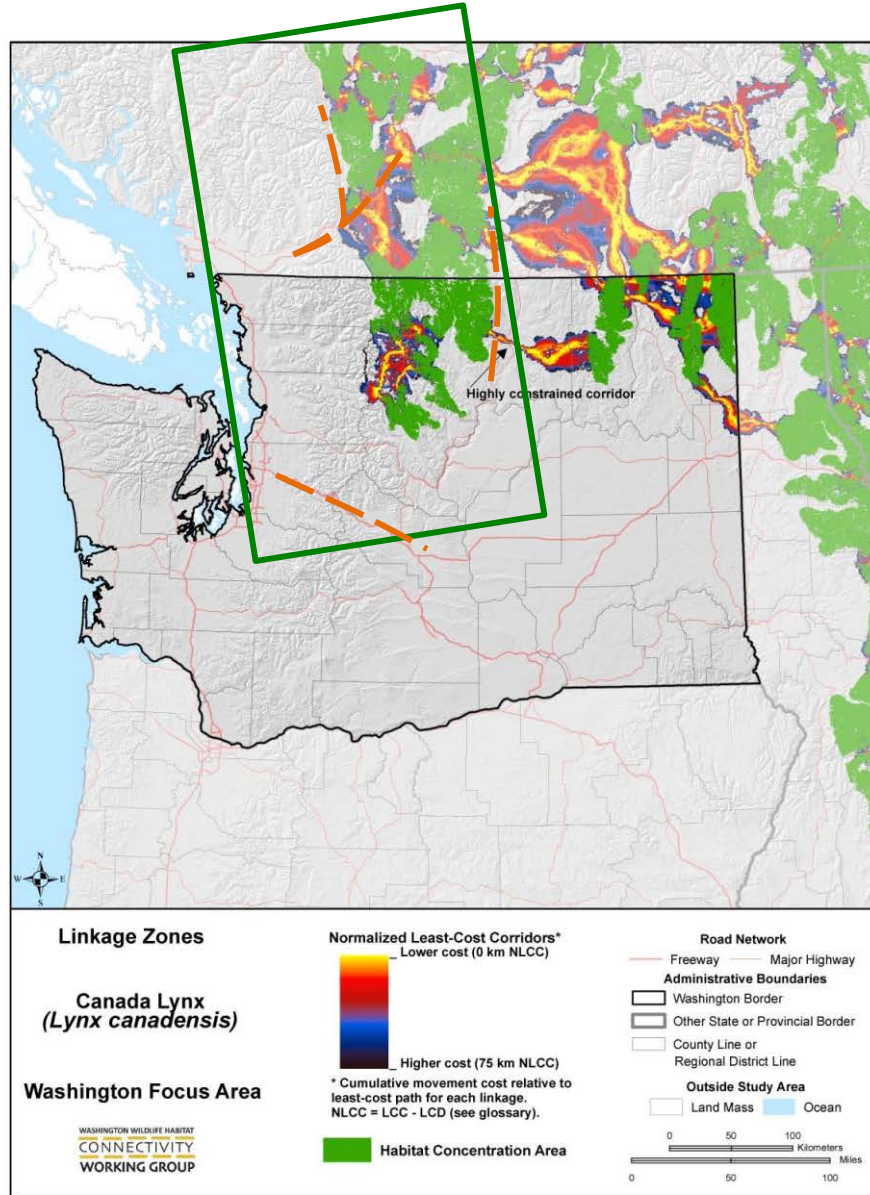 Highly constrained corridor
N
W
E
S
Linkage Zones
Canada Lynx
(Lynx canadensis)
Washington Focus Area
WASHINGTON WILDLIFE HABITAT
CONNECTIVITY
WORKING GROUP
Normalized Least-Cost Corridors*
Lower cost (0 km NLCC)
Higher cost (75 km NLCC)
* Cumulative movement cost relative to
least-cost path for each linkage.
NLCC = LCC - LCD (see glossary).
Habitat Concentration Area
Road Network
Freeway Major Highway
Administrative Boundaries
Washington Border
Other State or Provincial Border
County Line or
Regional District Line
Outside Study Area
Land Mass Ocean
0 50 100
Kilometers
Miles
0 50 100